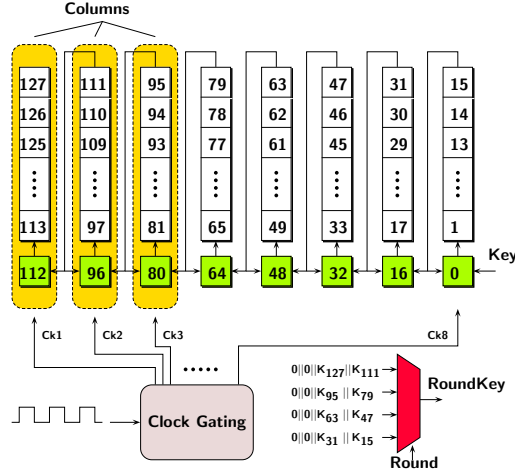 Columns
127 111 95 79 63 47 31 15
126 110 94 78 62 46 30 14
125 109 93 77 61 45 29 13
113 97 81 65 49 33 17 1
Key
112 96 80 64 48 32 16 0
Ck1 Ck2 Ck3 Ck8
0||0||K127||K111
RoundKey
0||0||K95 || K79
Clock Gating
0||0||K63 || K47
0||0||K31 || K15
Round